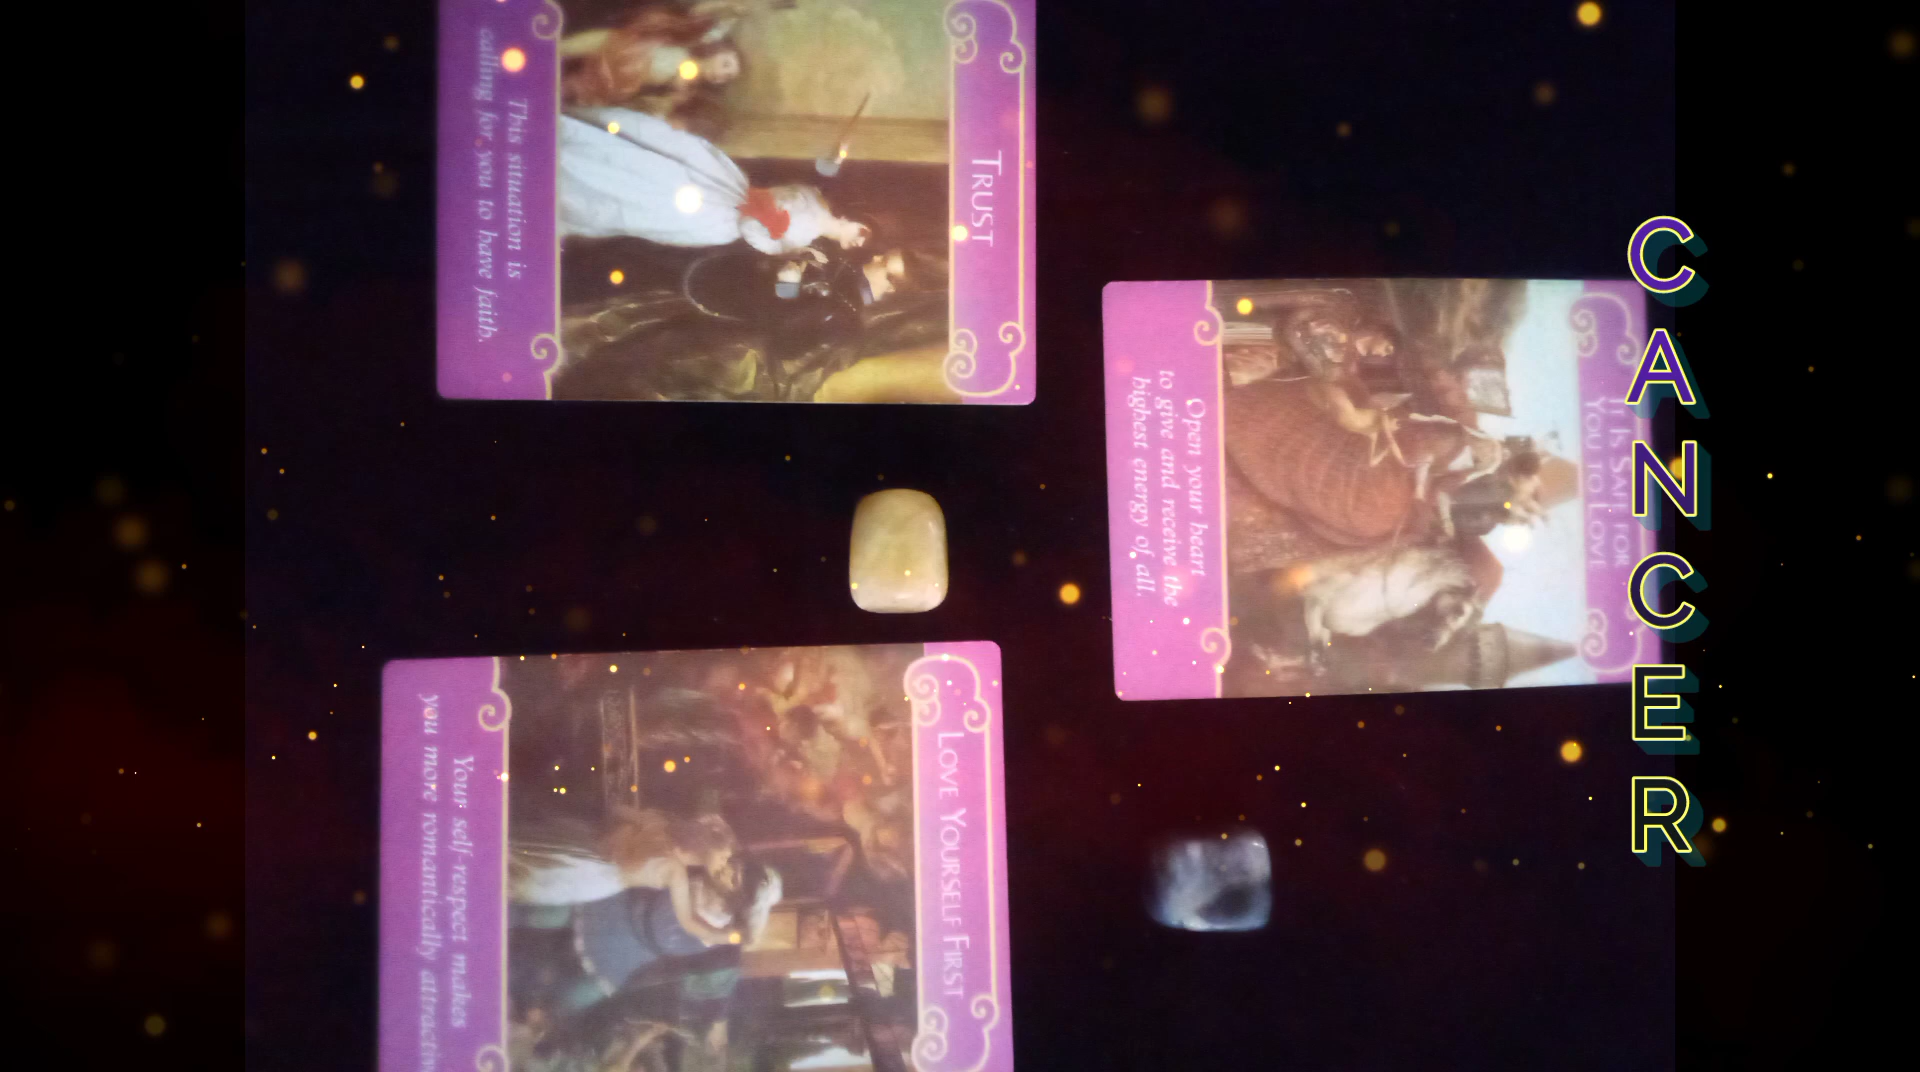 TRUST
This situation is
calling for you to have faith.
IT IS SAFE FOR
YOU TO LOVE
Open your heart
to give and receive the
highest energy of all.
LOVE YOURSELF FIRST
Your self-respect makes
you more romantically attractive
CANCER